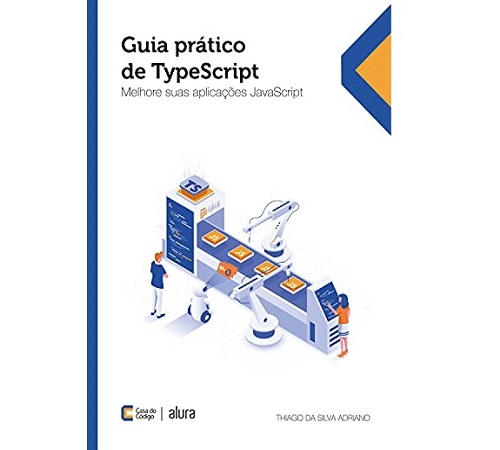 Guia prático
de TypeScript
Melhore suas aplicações JavaScript
TS
Casa do
Código
alura
THIAGO DA SILVA ADRIANO